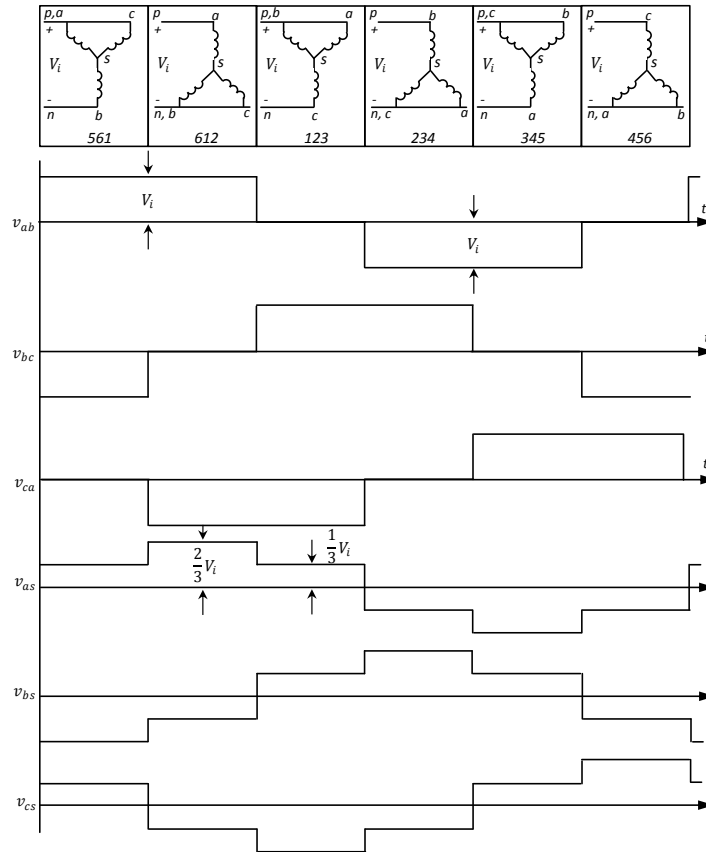 p,a c a p,b a b p,c b c
+ p + p + +
V_i s V_i s V_i s V_i s V_i s V_i s
- - - - - -
n b n, b c n c n, c a n a n, a b
561 612 123 234 345 456
v_ab V_i V_i t
v_bc t
v_ca t
v_as 2/3 V_i 1/3 V_i
v_bs
v_cs